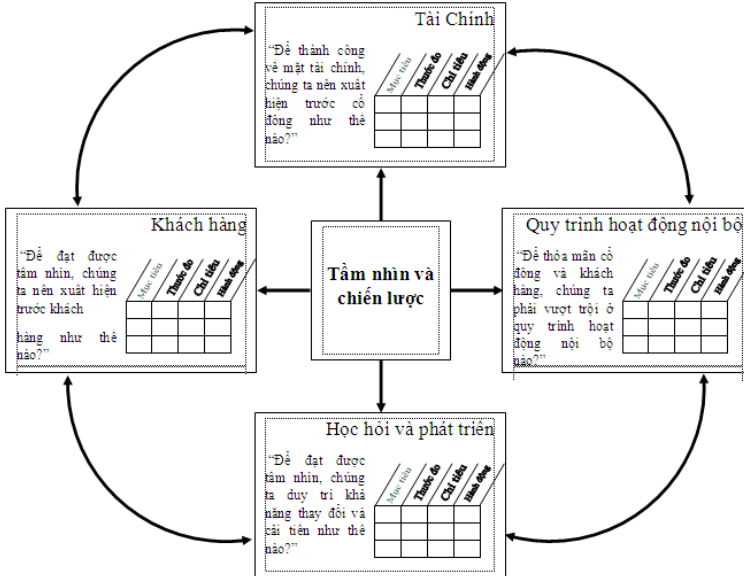 Tài Chính
“Để thành công
về mặt tài chính,
chúng ta nên xuất
hiện trước cổ
đông như thế
nào?”
Mục tiêu
Thước đo
Chỉ tiêu
Hành động
Khách hàng
“Để đạt được
tầm nhìn, chúng
ta nên xuất hiện
trước khách
hàng như thế
nào?”
Mục tiêu
Thước đo
Chỉ tiêu
Hành động
Tầm nhìn và
chiến lược
Quy trình hoạt động nội bộ
“Để thỏa mãn cổ
đông và khách
hàng, chúng ta
phải vượt trội ở
quy trình hoạt
động nội bộ
nào?”
Mục tiêu
Thước đo
Chỉ tiêu
Hành động
Học hỏi và phát triển
“Để đạt được
tầm nhìn, chúng
ta duy trì khả
năng thay đổi và
cải tiến như thế
nào?”
Mục tiêu
Thước đo
Chỉ tiêu
Hành động